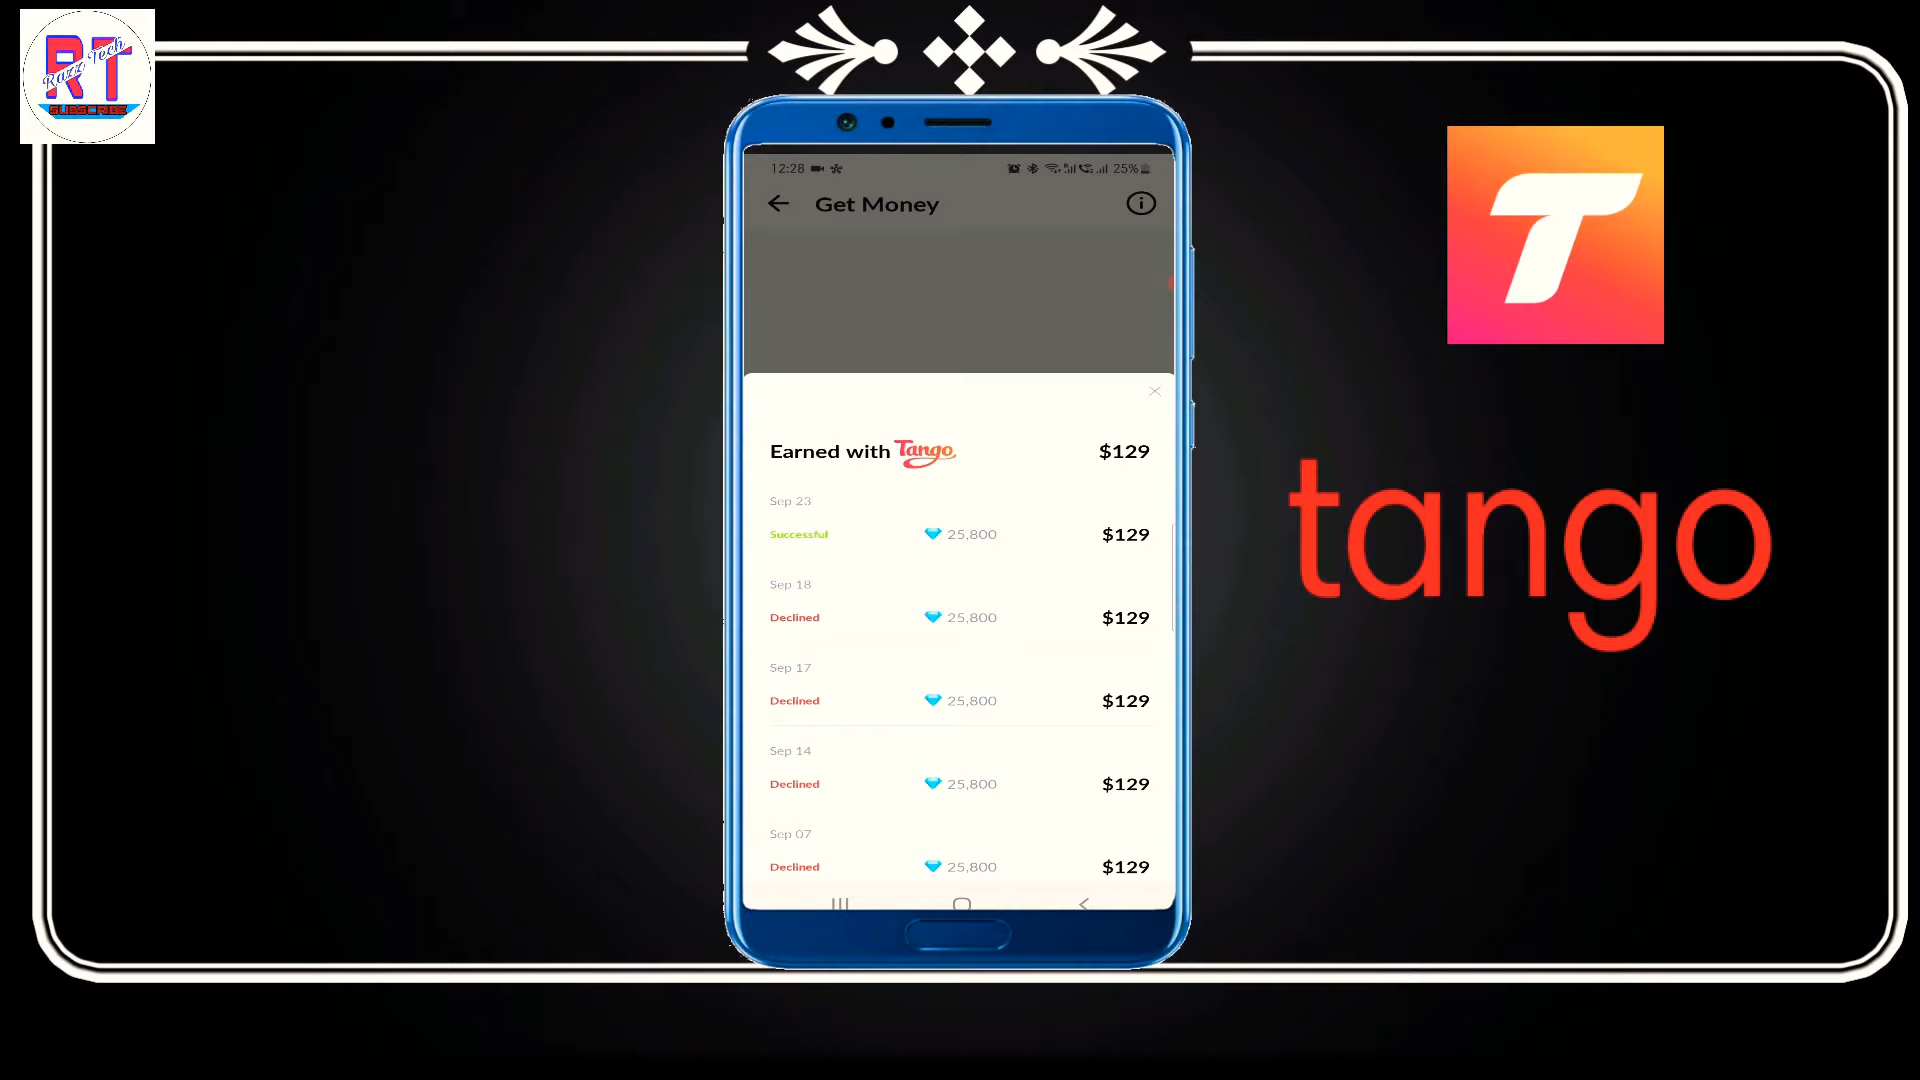 RT
Razz Tech
SUBSCRIBE
12:28
25%
Get Money
Earned with Tango $129
Sep 23
Successful 25,800 $129
Sep 18
Declined 25,800 $129
Sep 17
Declined 25,800 $129
Sep 14
Declined 25,800 $129
Sep 07
Declined 25,800 $129
T
tango